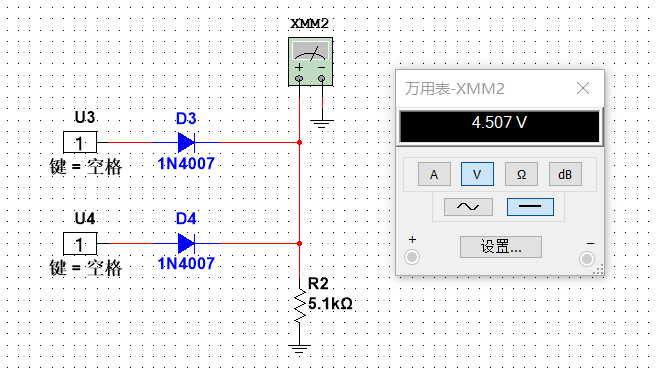 XMM2
万用表-XMM2
4.507 V
A
V
Ω
dB
+
−
设置...
+
−
U3
1
键 = 空格
D3
1N4007
U4
1
键 = 空格
D4
1N4007
R2
5.1kΩ